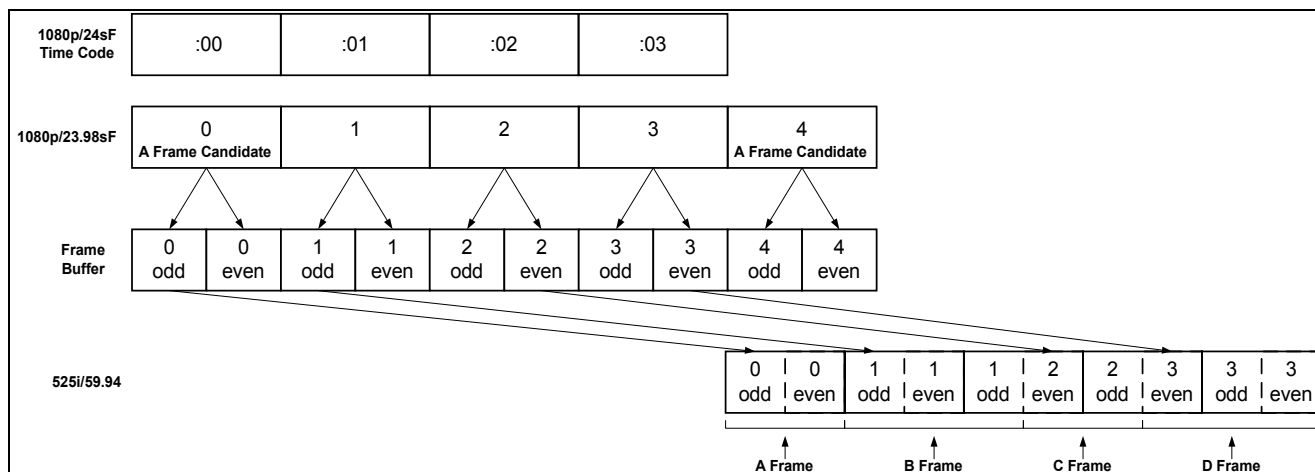 1080p/24sF
Time Code
:00 :01 :02 :03
1080p/23.98sF
0 1 2 3 4
A Frame Candidate A Frame Candidate
Frame
Buffer
0 0 1 1 2 2 3 3 4 4
odd even odd even odd even odd even odd even
525i/59.94
0 0 1 1 1 2 2 3 3 3
odd even odd even odd even odd even odd even
A Frame B Frame C Frame D Frame